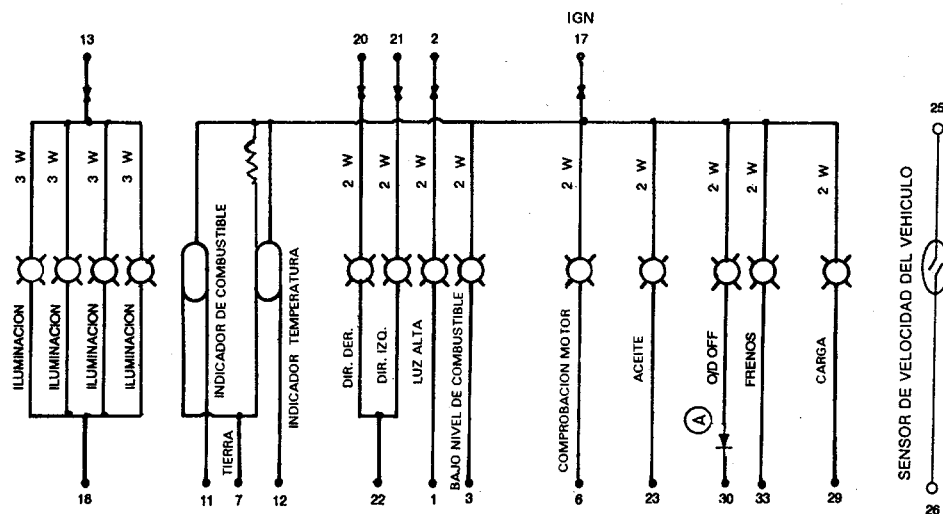 IGN
13
20
21
2
17
25
3 W
3 W
3 W
3 W
2 W
2 W
2 W
2 W
2 W
2 W
2 W
2 W
2 W
ILUMINACION
ILUMINACION
ILUMINACION
ILUMINACION
INDICADOR DE COMBUSTIBLE
TIERRA
INDICADOR TEMPERATURA
DIR. DER.
DIR. IZQ.
LUZ ALTA
BAJO NIVEL DE COMBUSTIBLE
COMPROBACION MOTOR
ACEITE
O/D OFF
A
FRENOS
CARGA
SENSOR DE VELOCIDAD DEL VEHICULO
18
11
7
12
22
1
3
6
23
30
33
29
26